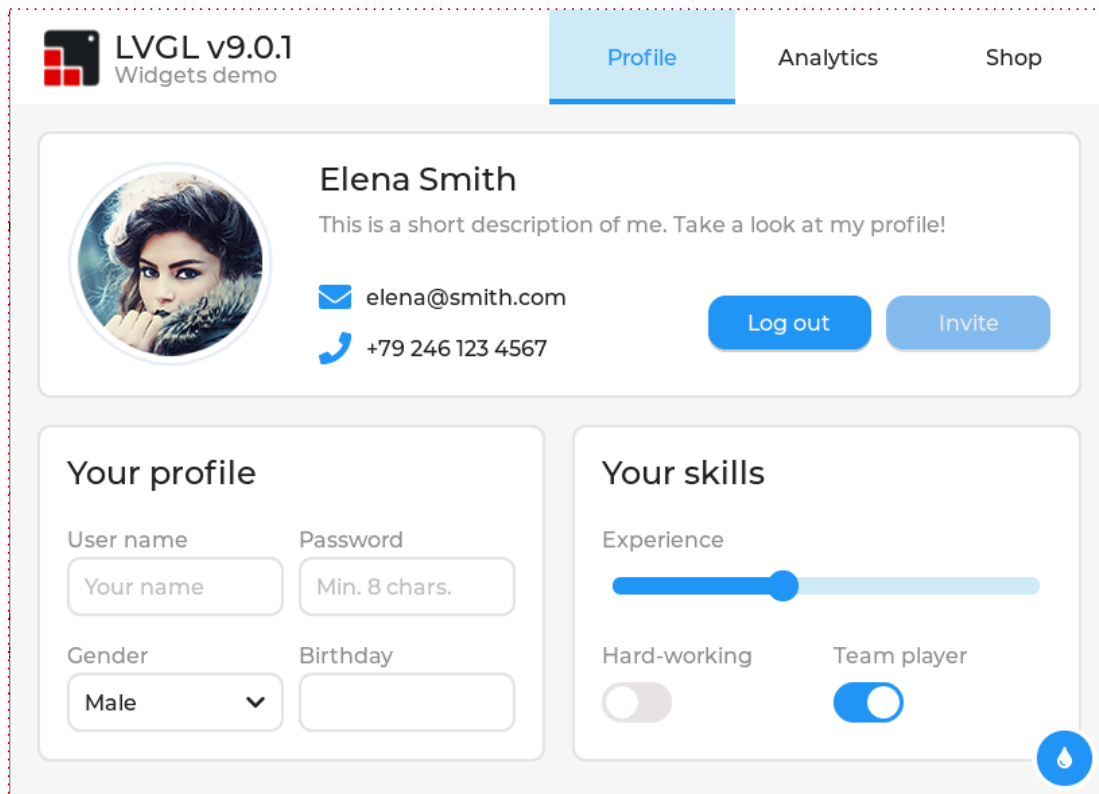 LVGL v9.0.1
Widgets demo
Profile
Analytics
Shop
Elena Smith
This is a short description of me. Take a look at my profile!
elena@smith.com
+79 246 123 4567
Log out
Invite
Your profile
User name
Password
Your name
Min. 8 chars.
Gender
Birthday
Male
Your skills
Experience
Hard-working
Team player